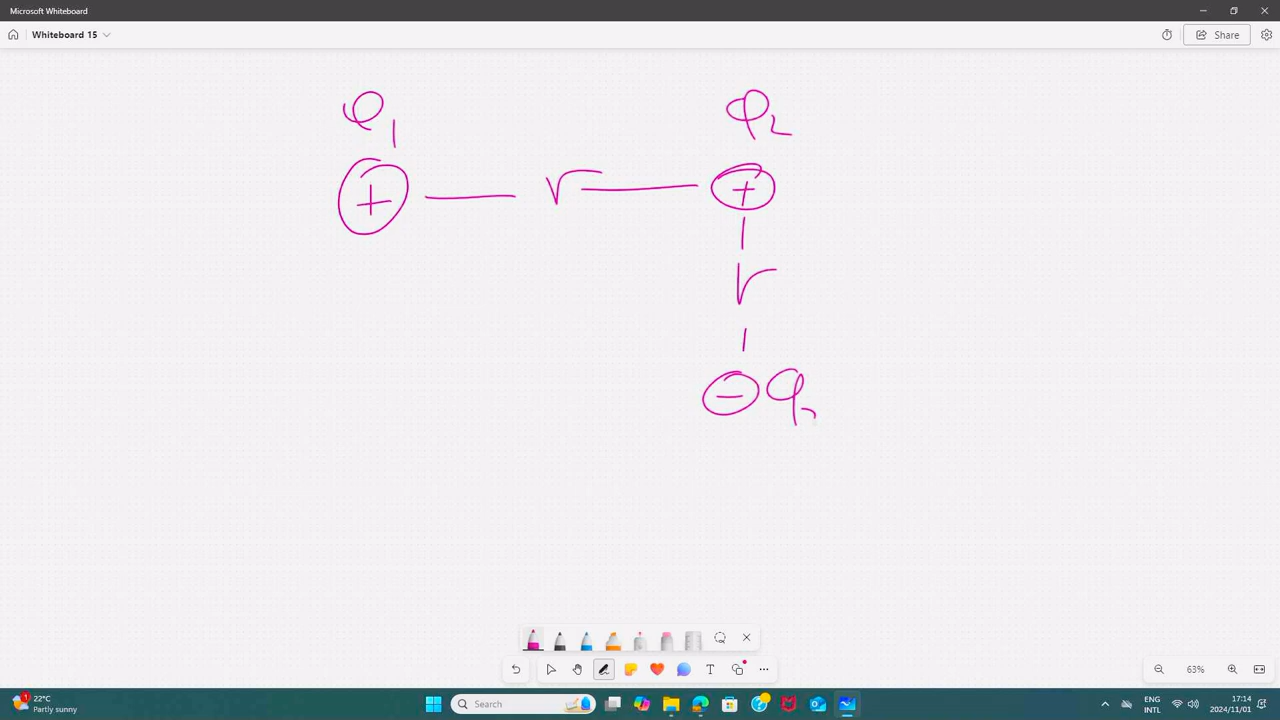 Microsoft Whiteboard
Whiteboard 15
Share
Q1
Q2
+
r
+
r
−
63%
1
22°C
Partly sunny
Search
ENG
INTL
17:14
2024/11/01